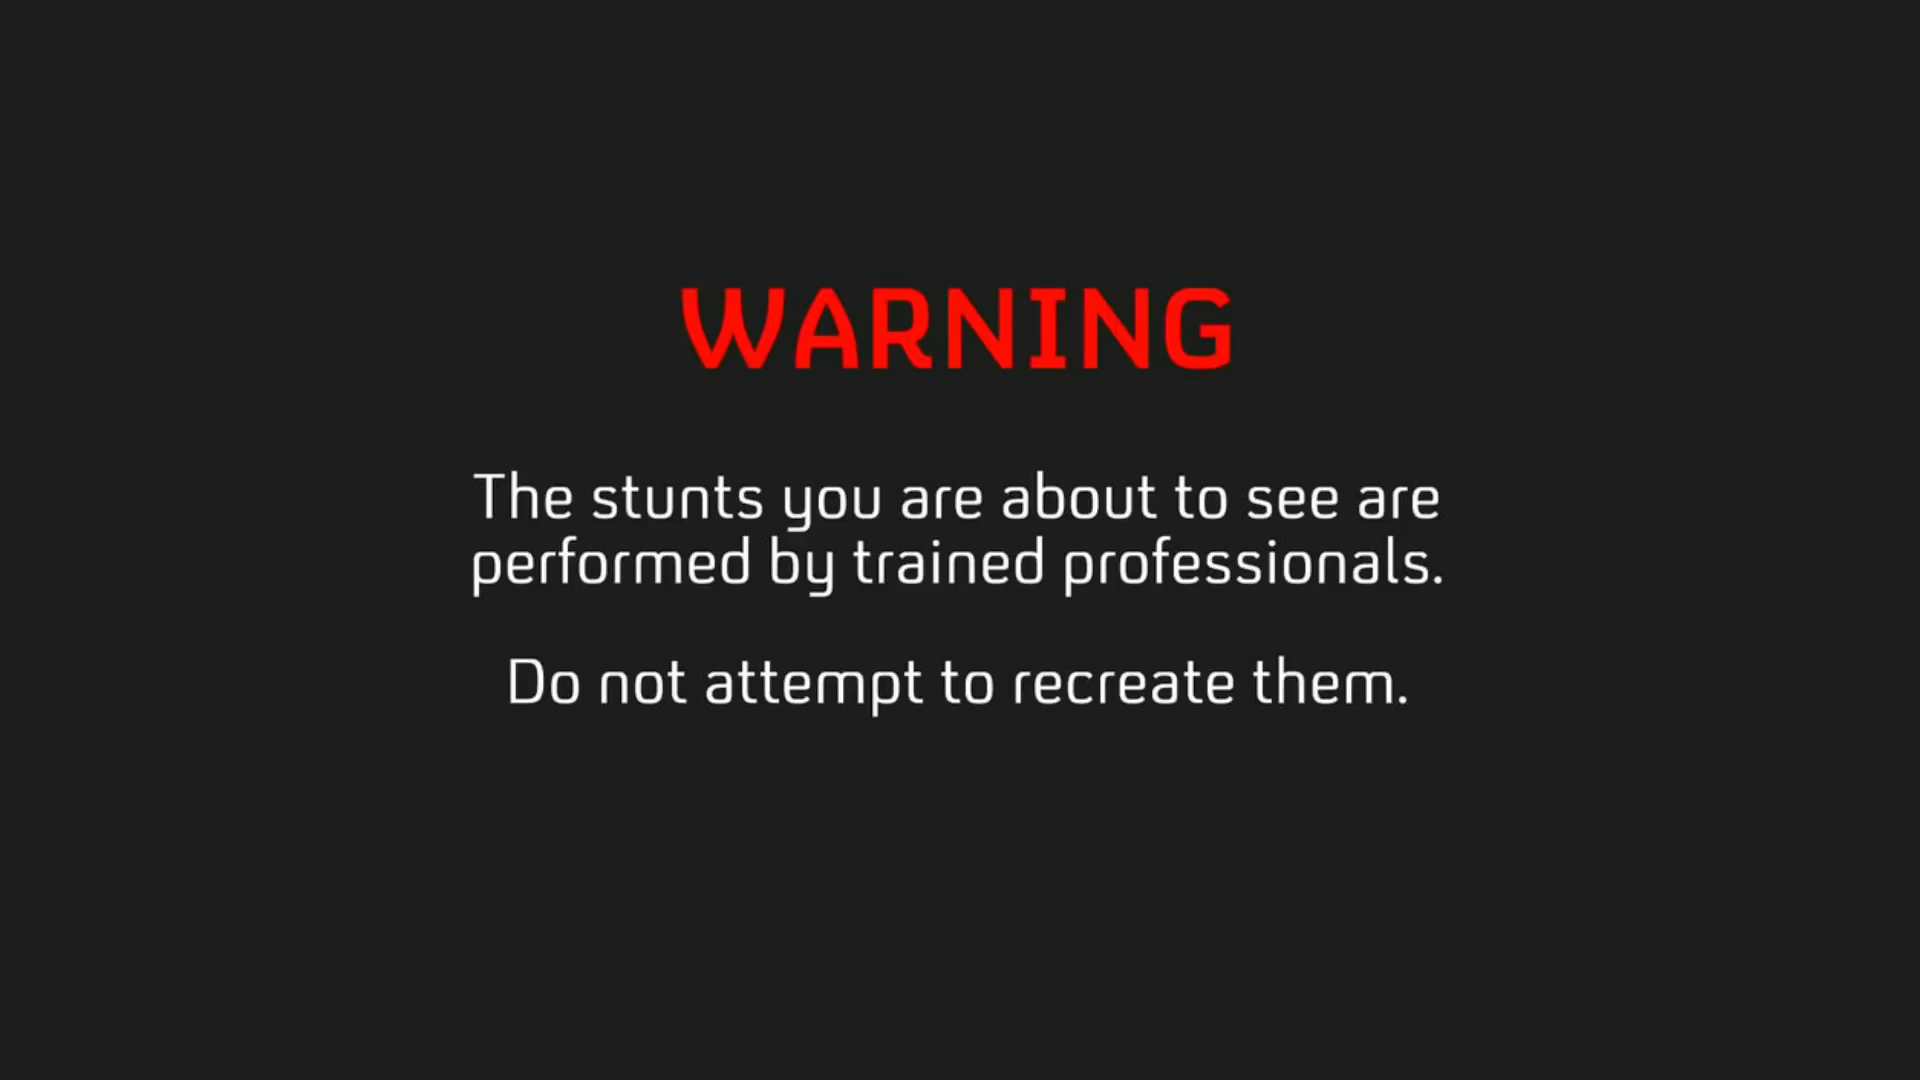 WARNING
The stunts you are about to see are
performed by trained professionals.
Do not attempt to recreate them.